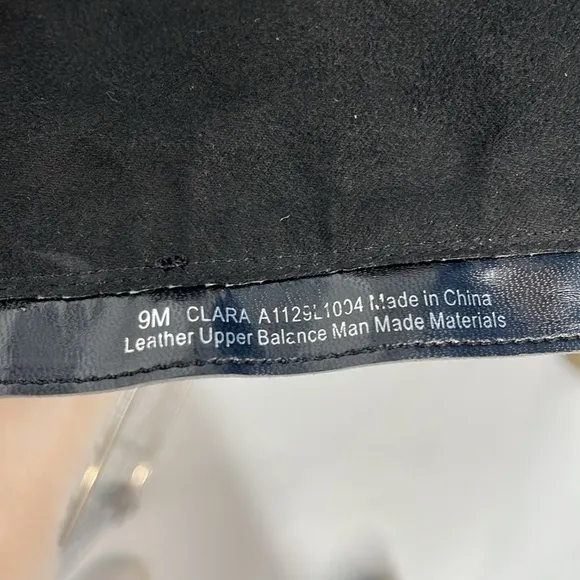 9M CLARA A1129L1004 Made in China
Leather Upper Balance Man Made Materials